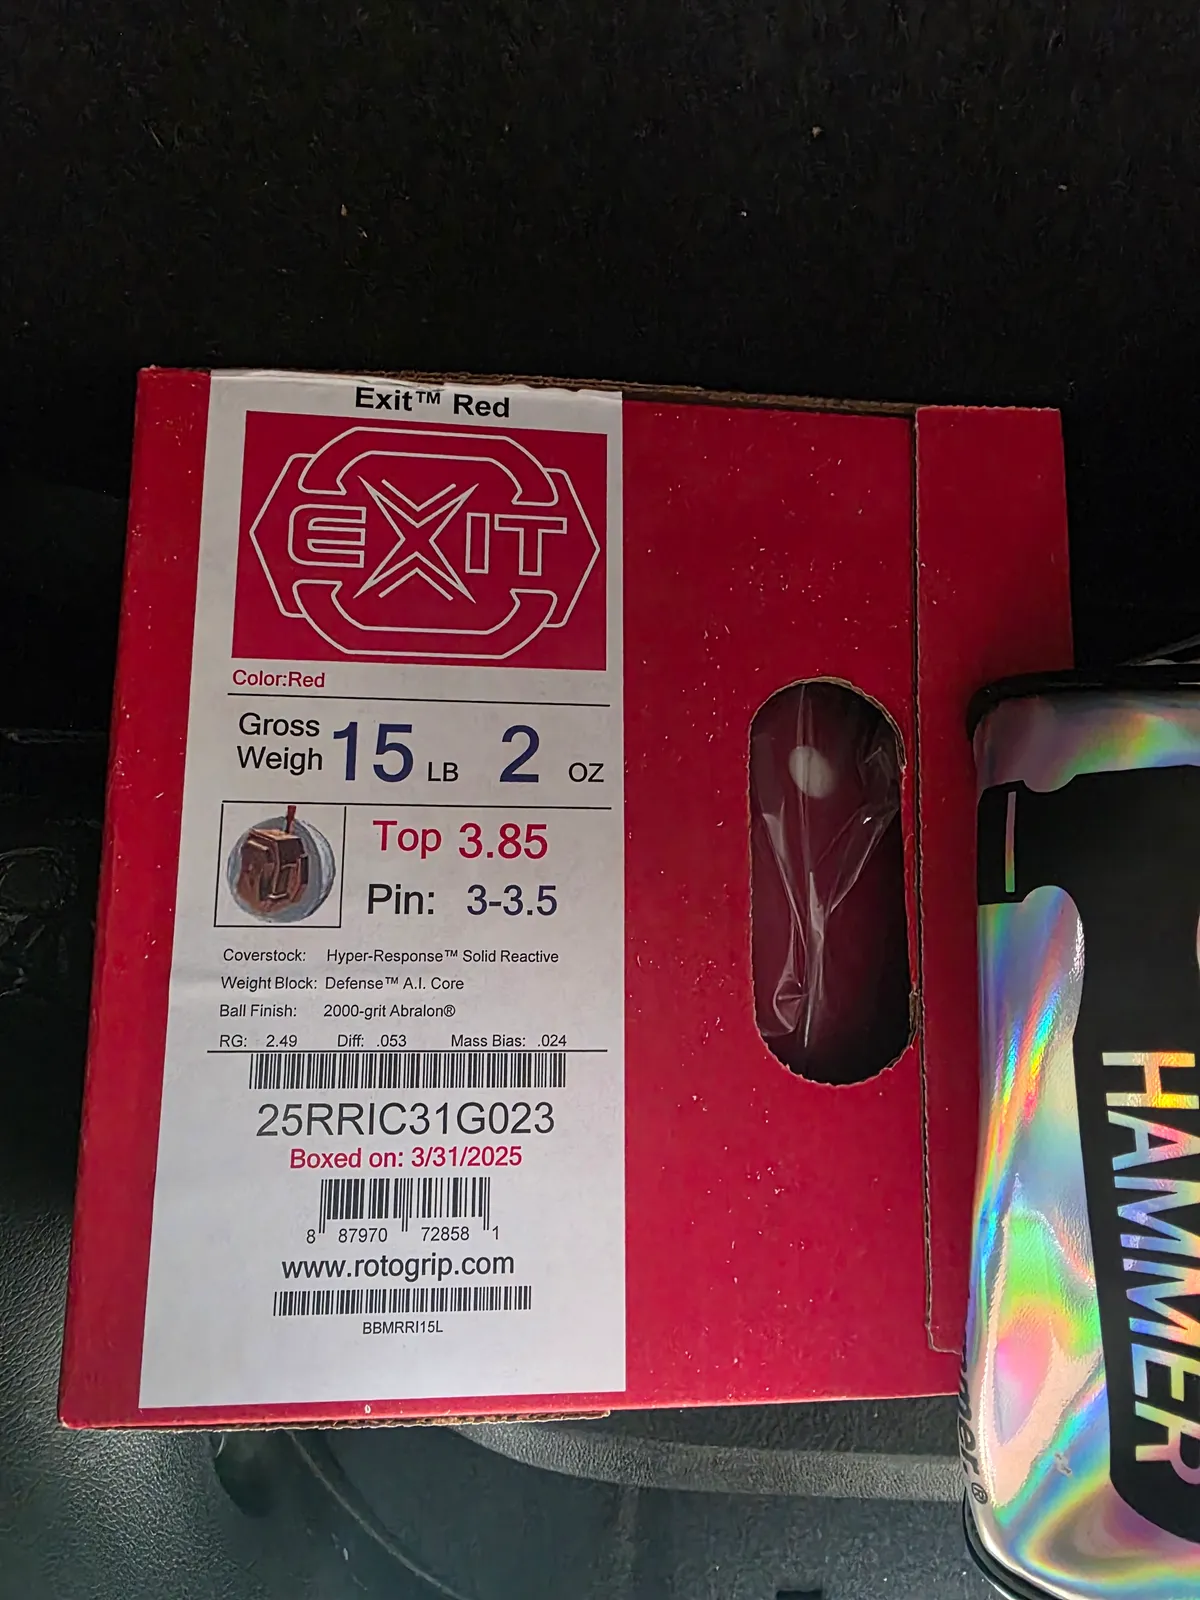 Exit™ Red
EXIT
Color:Red
Gross Weigh 15 LB 2 OZ
Top 3.85
Pin: 3-3.5
Coverstock: Hyper-Response™ Solid Reactive
Weight Block: Defense™ A.I. Core
Ball Finish: 2000-grit Abralon®
RG: 2.49 Diff: .053 Mass Bias: .024
25RRIC31G023
Boxed on: 3/31/2025
8 87970 72858 1
www.rotogrip.com
BBMRRI15L
HAMMER